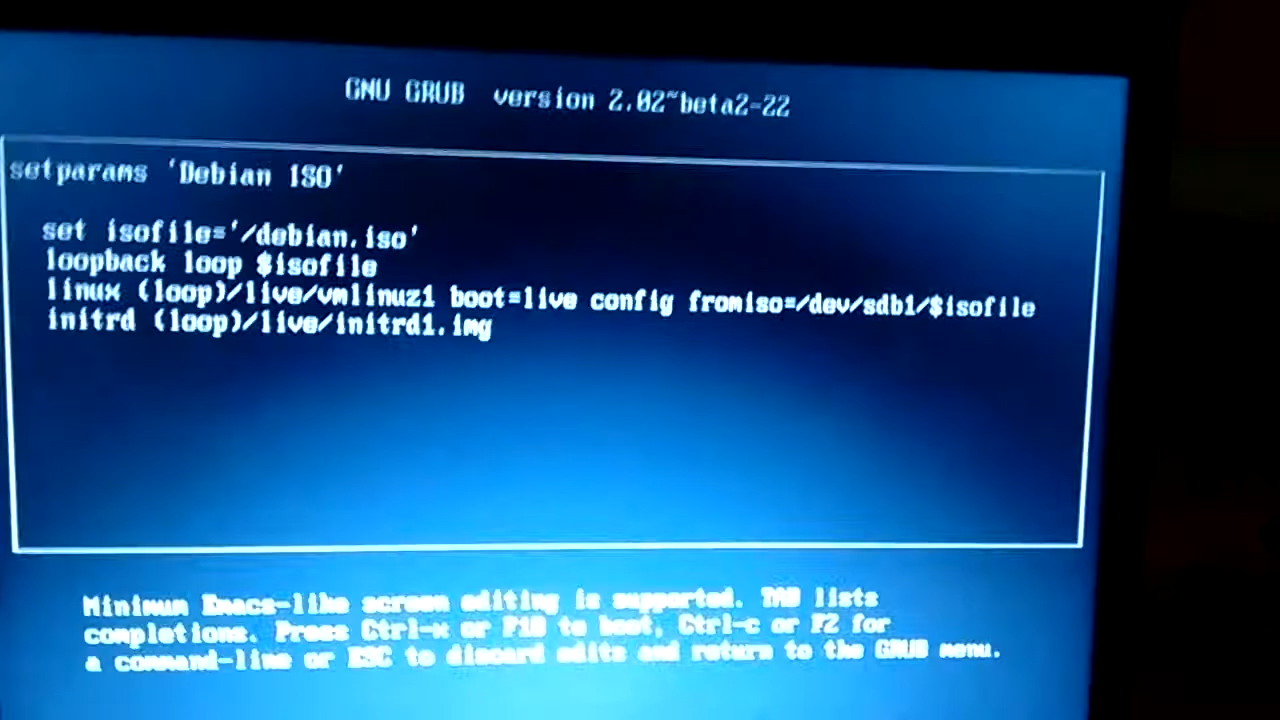 GNU GRUB version 2.02~beta2-22
setparams 'Debian ISO'
set isofile='/debian.iso'
loopback loop $isofile
linux (loop)/live/vmlinuz1 boot=live config fromiso=/dev/sdb1/$isofile
initrd (loop)/live/initrd1.img
Minimum Emacs-like screen editing is supported. TAB lists
completions. Press Ctrl-x or F10 to boot, Ctrl-c or F2 for
a command-line or ESC to discard edits and return to the GRUB menu.